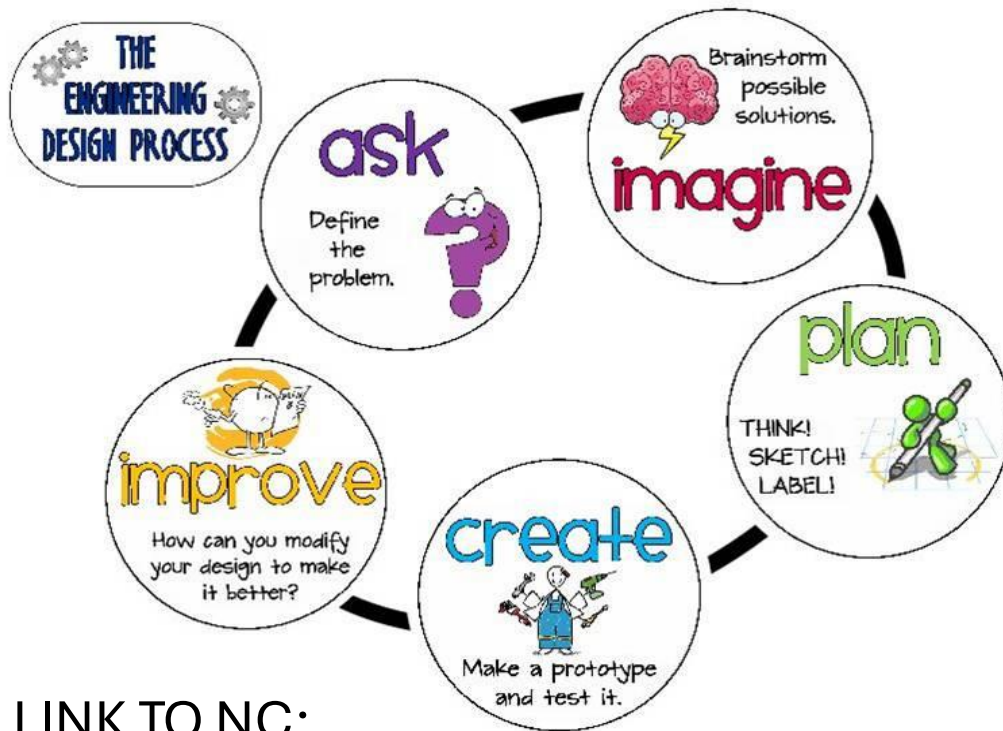 THE
ENGINEERING
DESIGN PROCESS
ask
Define
the
problem.
Brainstorm
possible
solutions.
imagine
plan
THINK!
SKETCH!
LABEL!
create
Make a prototype
and test it.
improve
How can you modify
your design to make
it better?
LINK TO NC: